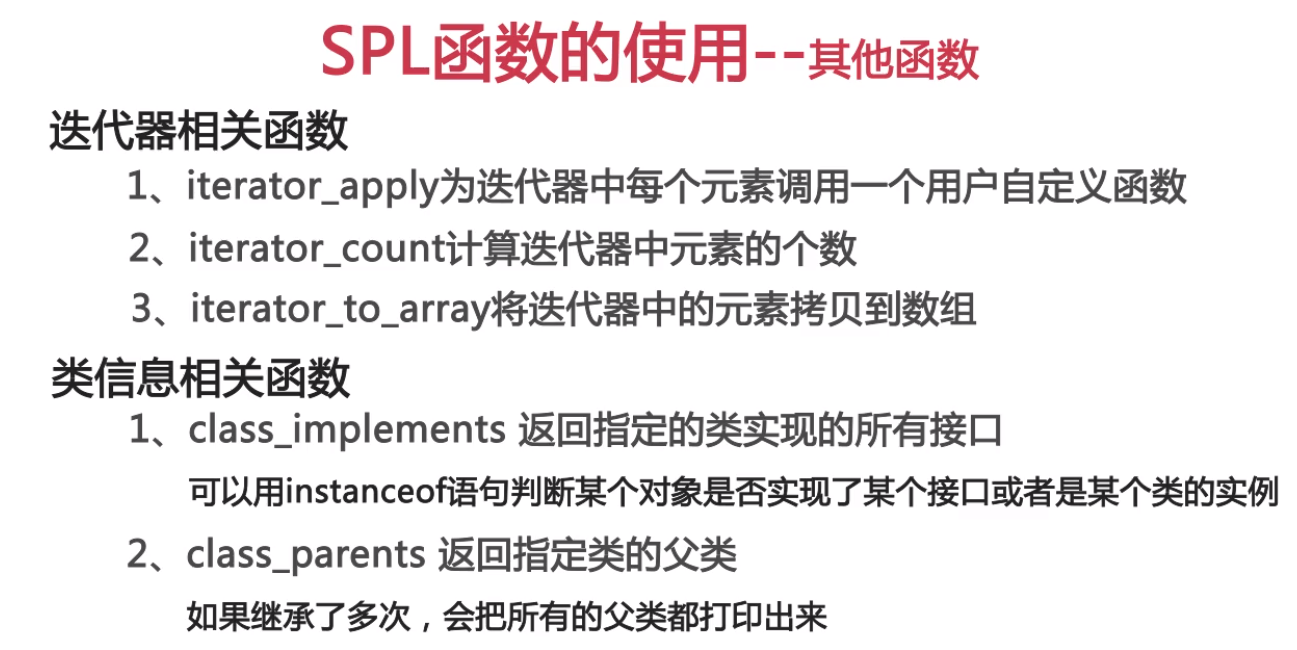 SPL函数的使用--其他函数
迭代器相关函数
1、iterator_apply为迭代器中每个元素调用一个用户自定义函数
2、iterator_count计算迭代器中元素的个数
3、iterator_to_array将迭代器中的元素拷贝到数组
类信息相关函数
1、class_implements 返回指定的类实现的所有接口
可以用instanceof语句判断某个对象是否实现了某个接口或者是某个类的实例
2、class_parents 返回指定类的父类
如果继承了多次，会把所有的父类都打印出来